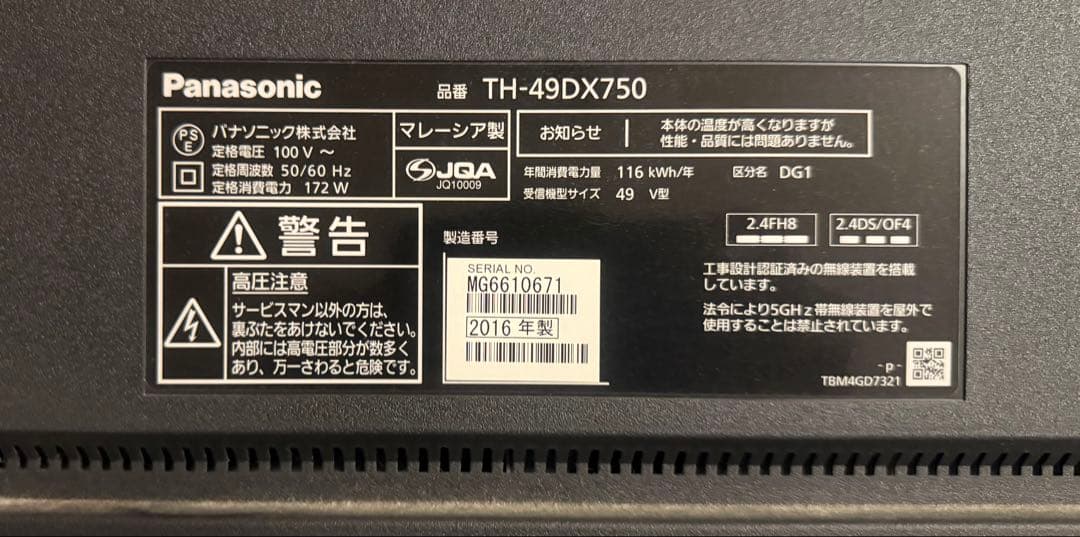 Panasonic
品番 TH-49DX750
PS
E
パナソニック株式会社
定格電圧 100 V ～
定格周波数 50/60 Hz
定格消費電力 172 W
マレーシア製
JQA
JQ10009
お知らせ
本体の温度が高くなりますが
性能・品質には問題ありません。
年間消費電力量 116 kWh/年 区分名 DG1
受信機型サイズ 49 V型
警告
高圧注意
サービスマン以外の方は、
裏ぶたをあけないでください。
内部には高電圧部分が数多く
あり、万一さわると危険です。
製造番号
SERIAL NO.
MG6610671
2016 年製
2.4FH8
2.4DS/OF4
工事設計認証済みの無線装置を搭載
しています。
法令により5GHz帯無線装置を屋外で
使用することは禁止されています。
- p -
TBM4GD7321